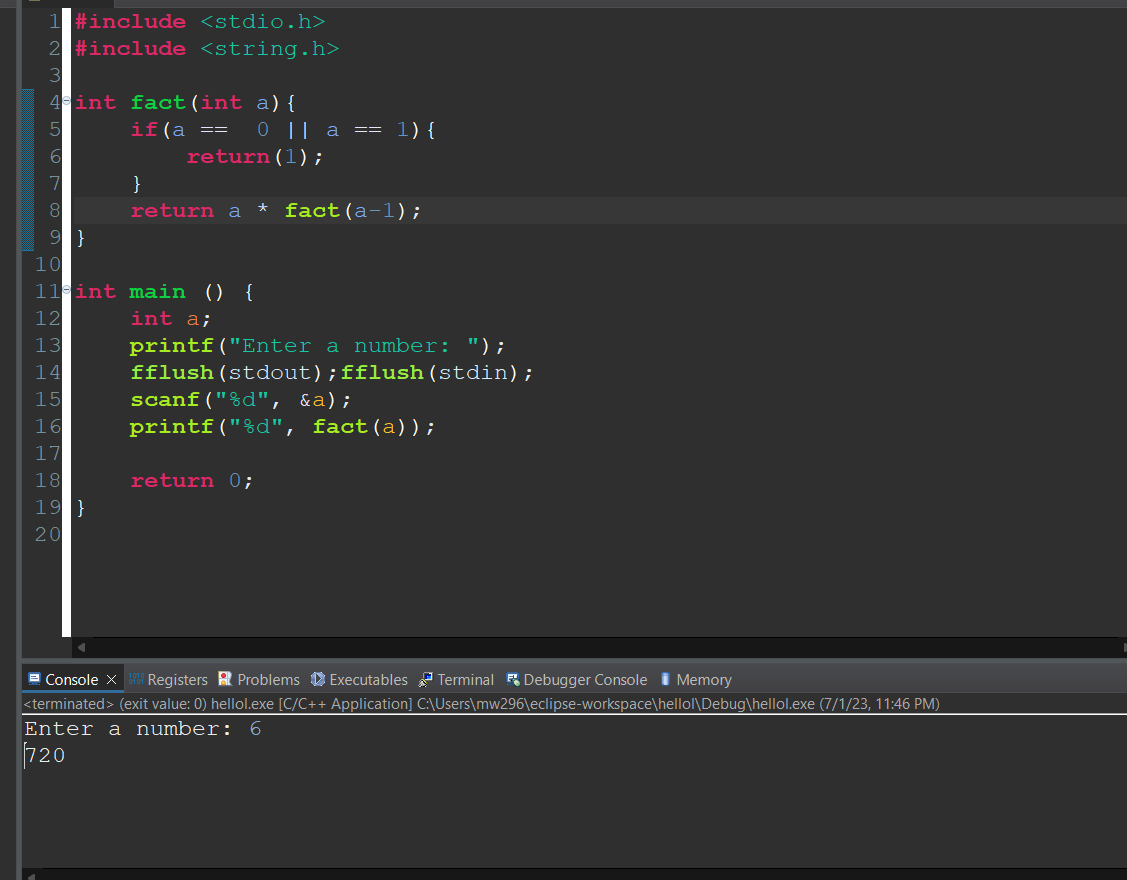 1 #include <stdio.h>
2 #include <string.h>
3
4 int fact(int a){
5     if(a ==  0 || a == 1){
6         return(1);
7     }
8     return a * fact(a-1);
9 }
10
11 int main () {
12     int a;
13     printf("Enter a number: ");
14     fflush(stdout);fflush(stdin);
15     scanf("%d", &a);
16     printf("%d", fact(a));
17
18     return 0;
19 }
20
Console Registers Problems Executables Terminal Debugger Console Memory
<terminated> (exit value: 0) hellol.exe [C/C++ Application] C:\Users\mw296\eclipse-workspace\hellol\Debug\hellol.exe (7/1/23, 11:46 PM)
Enter a number: 6
720